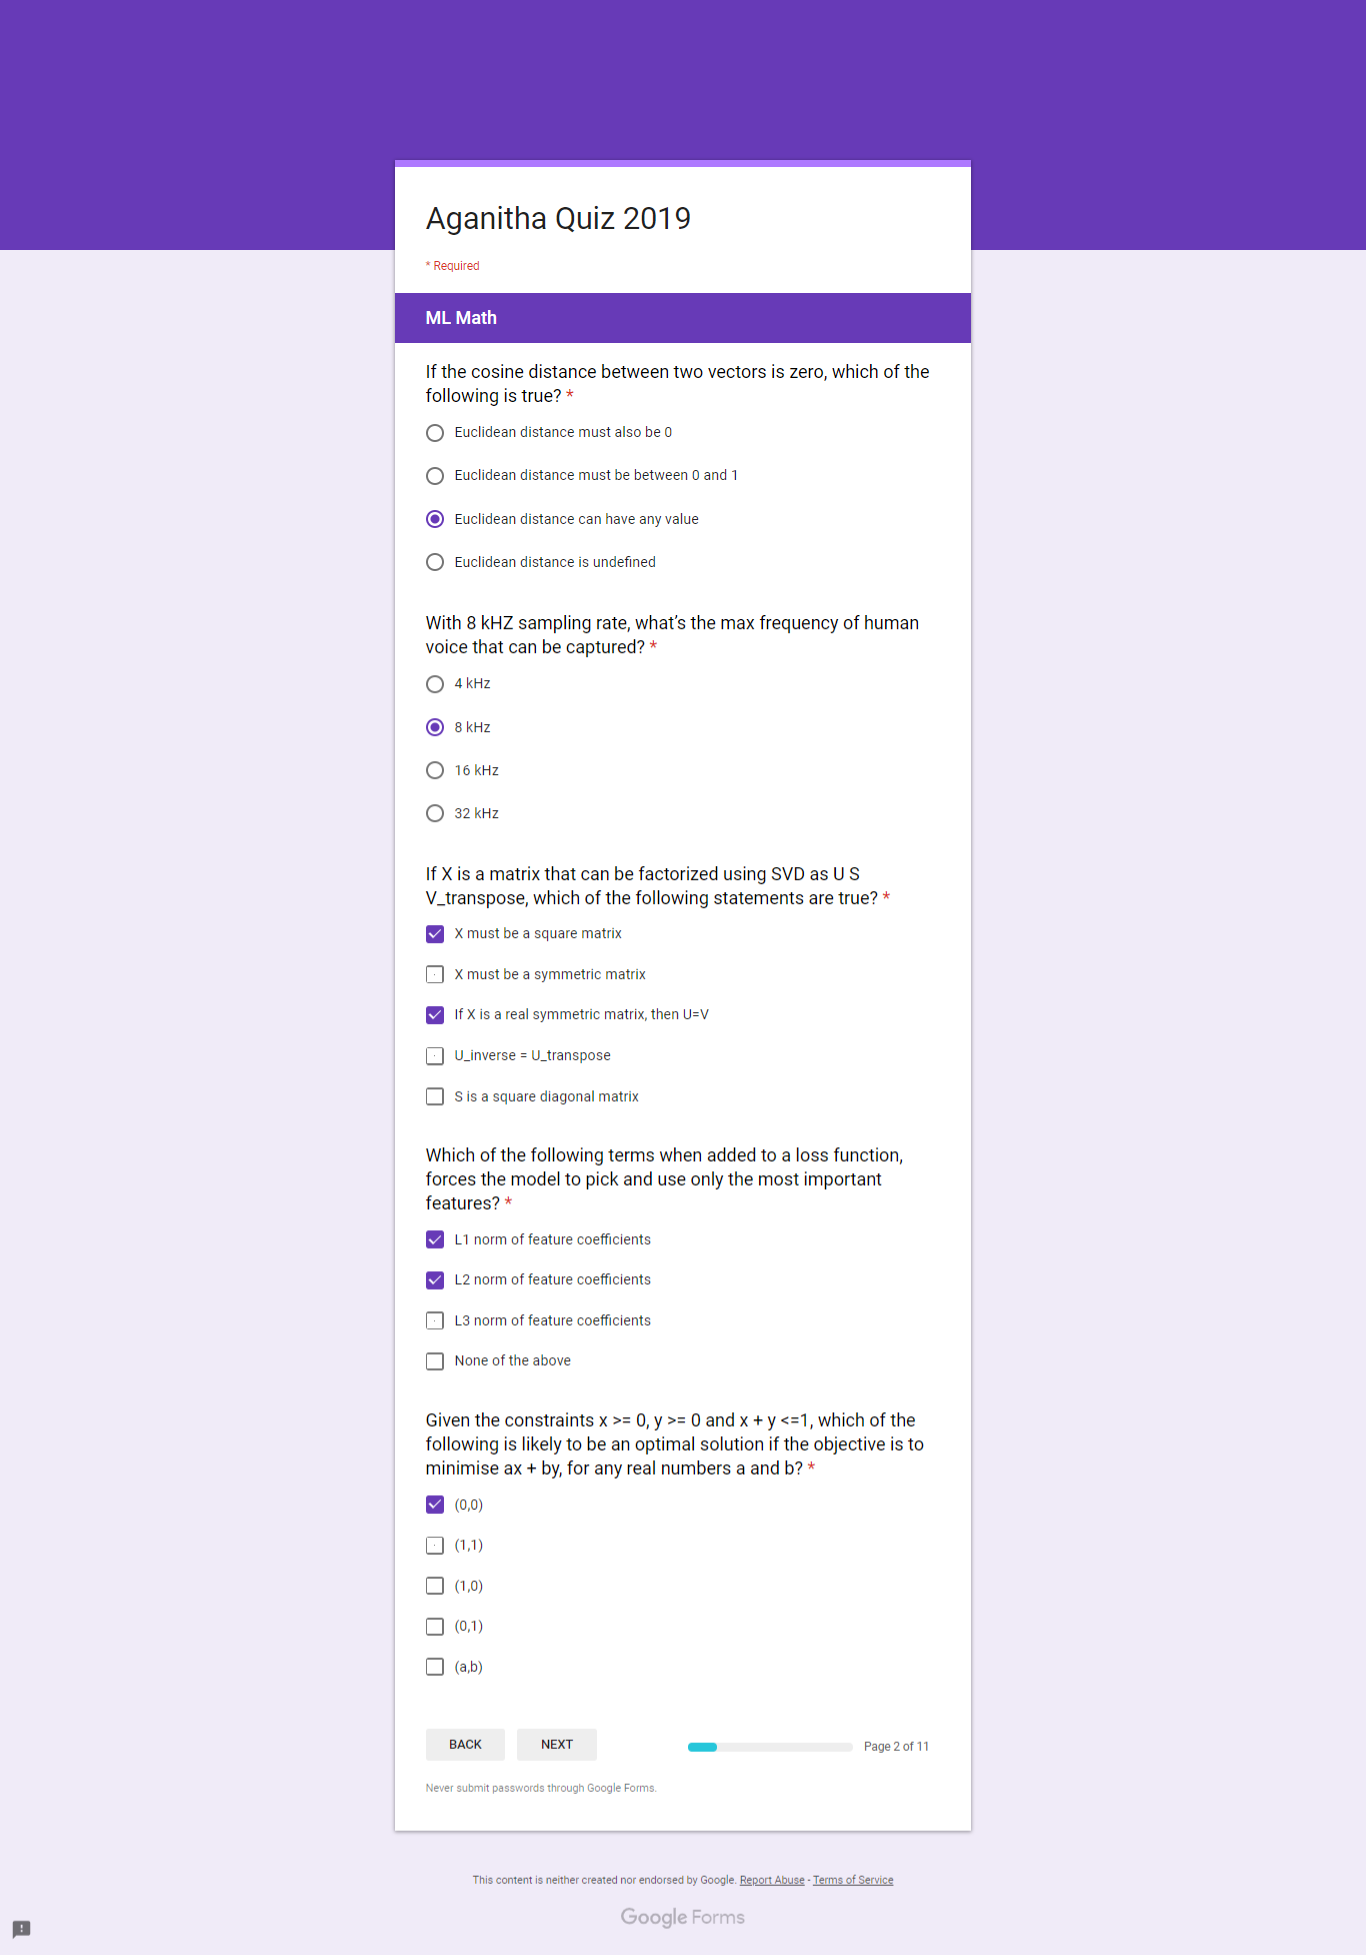 Aganitha Quiz 2019
* Required
ML Math
If the cosine distance between two vectors is zero, which of the
following is true? *
Euclidean distance must also be 0
Euclidean distance must be between 0 and 1
Euclidean distance can have any value
Euclidean distance is undefined
With 8 kHZ sampling rate, what's the max frequency of human
voice that can be captured? *
4 kHz
8 kHz
16 kHz
32 kHz
If X is a matrix that can be factorized using SVD as U S
V_transpose, which of the following statements are true? *
X must be a square matrix
X must be a symmetric matrix
If X is a real symmetric matrix, then U=V
U_inverse = U_transpose
S is a square diagonal matrix
Which of the following terms when added to a loss function,
forces the model to pick and use only the most important
features? *
L1 norm of feature coefficients
L2 norm of feature coefficients
L3 norm of feature coefficients
None of the above
Given the constraints x >= 0, y >= 0 and x + y <=1, which of the
following is likely to be an optimal solution if the objective is to
minimise ax + by, for any real numbers a and b? *
(0,0)
(1,1)
(1,0)
(0,1)
(a,b)
BACK NEXT Page 2 of 11
Never submit passwords through Google Forms.
This content is neither created nor endorsed by Google. Report Abuse - Terms of Service
Google Forms